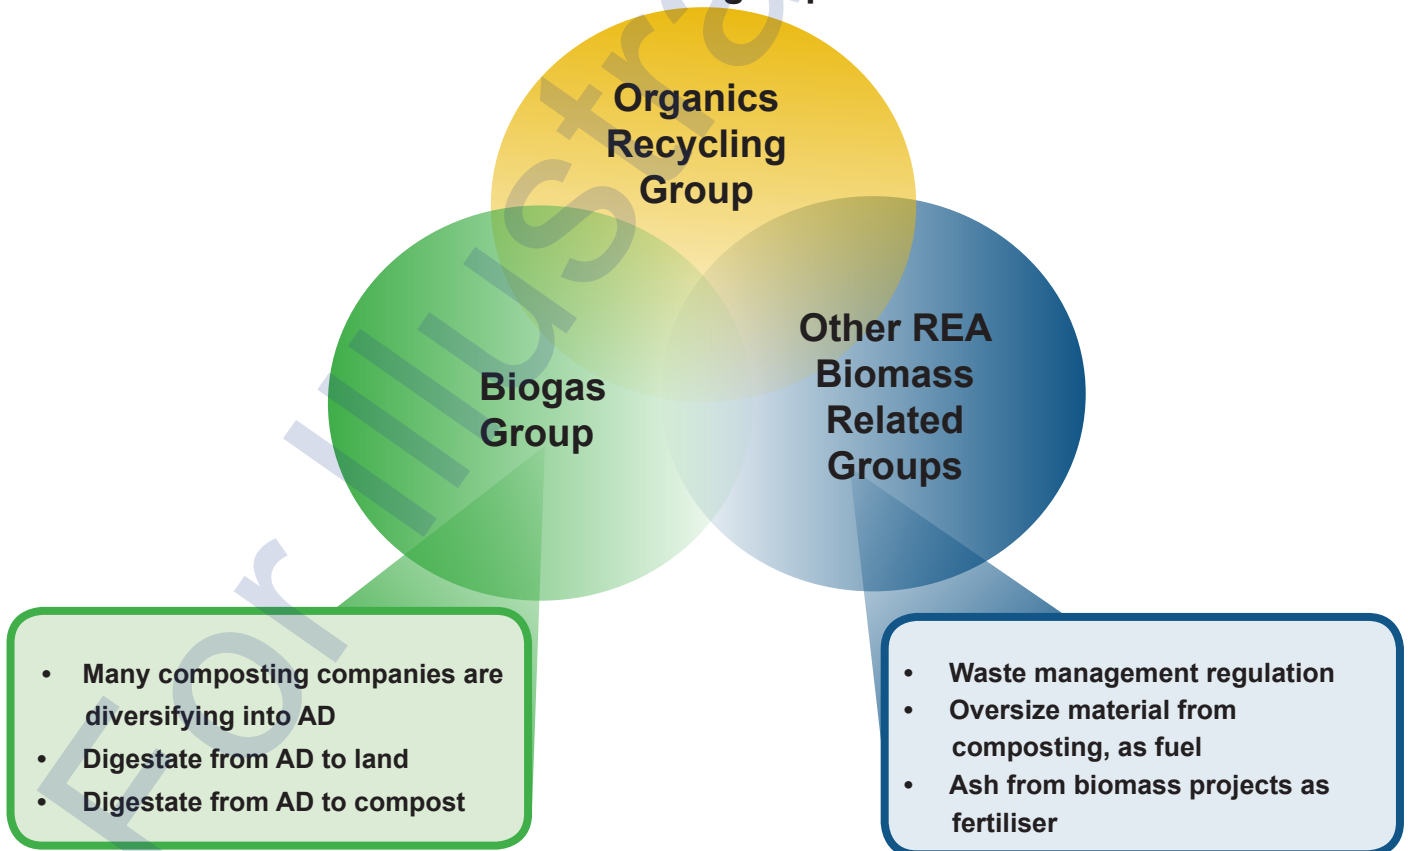 Organics
Recycling
Group
Biogas
Group
Other REA
Biomass
Related
Groups
• Many composting companies are
diversifying into AD
• Digestate from AD to land
• Digestate from AD to compost
• Waste management regulation
• Oversize material from
composting, as fuel
• Ash from biomass projects as
fertiliser
For Illustra